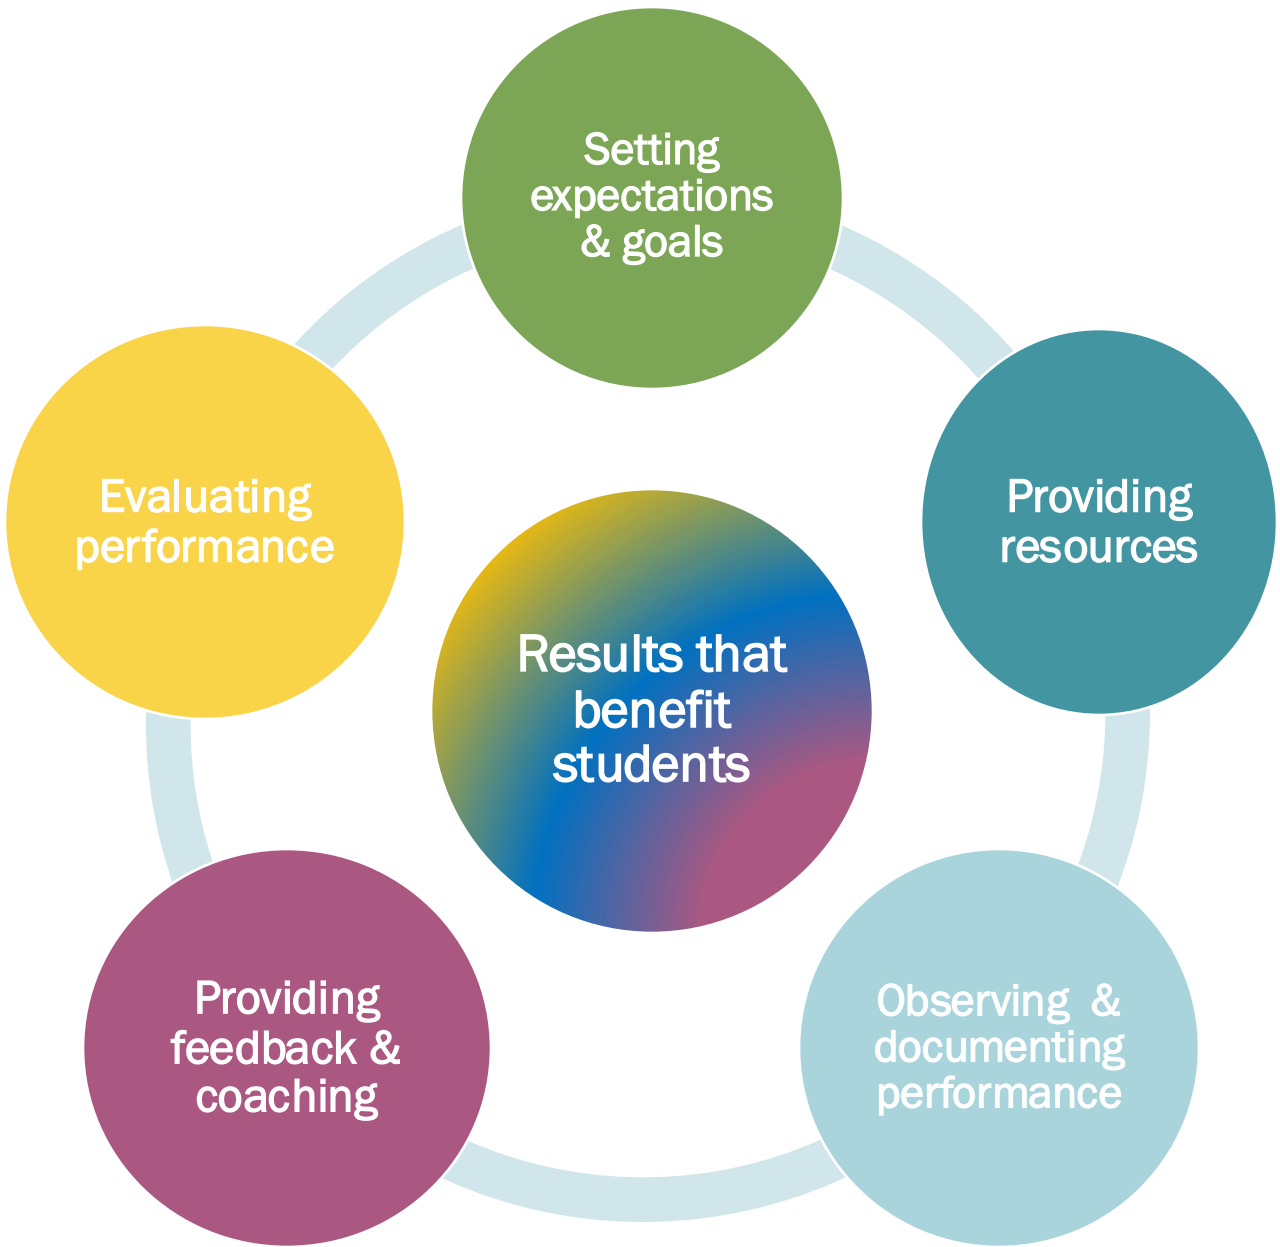 Setting
expectations
& goals
Providing
resources
Observing & 
documenting
performance
Providing
feedback &
coaching
Evaluating
performance
Results that
benefit
students